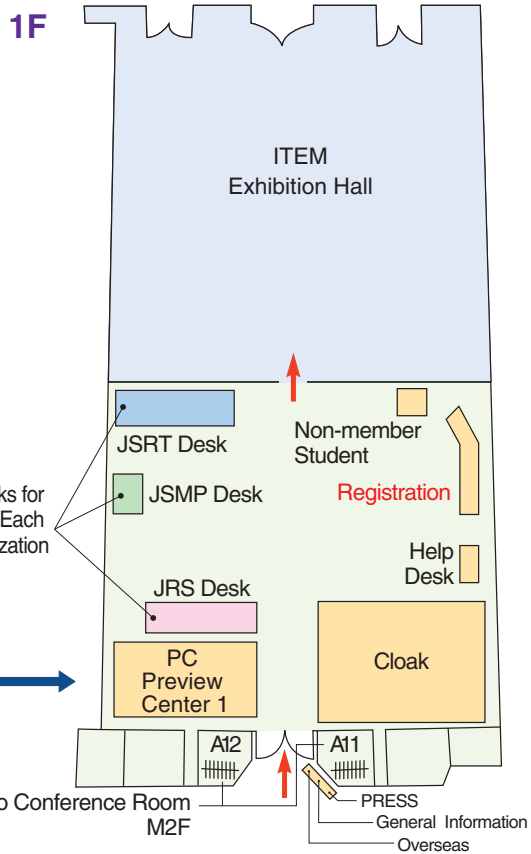 1F
ITEM
Exhibition Hall
JSRT Desk
Non-member
Student
JSMP Desk
Registration
Each
Help
Desk
JRS Desk
PC
Preview
Center 1
Cloak
A12
A11
Conference Room
M2F
PRESS
General Information
Overseas